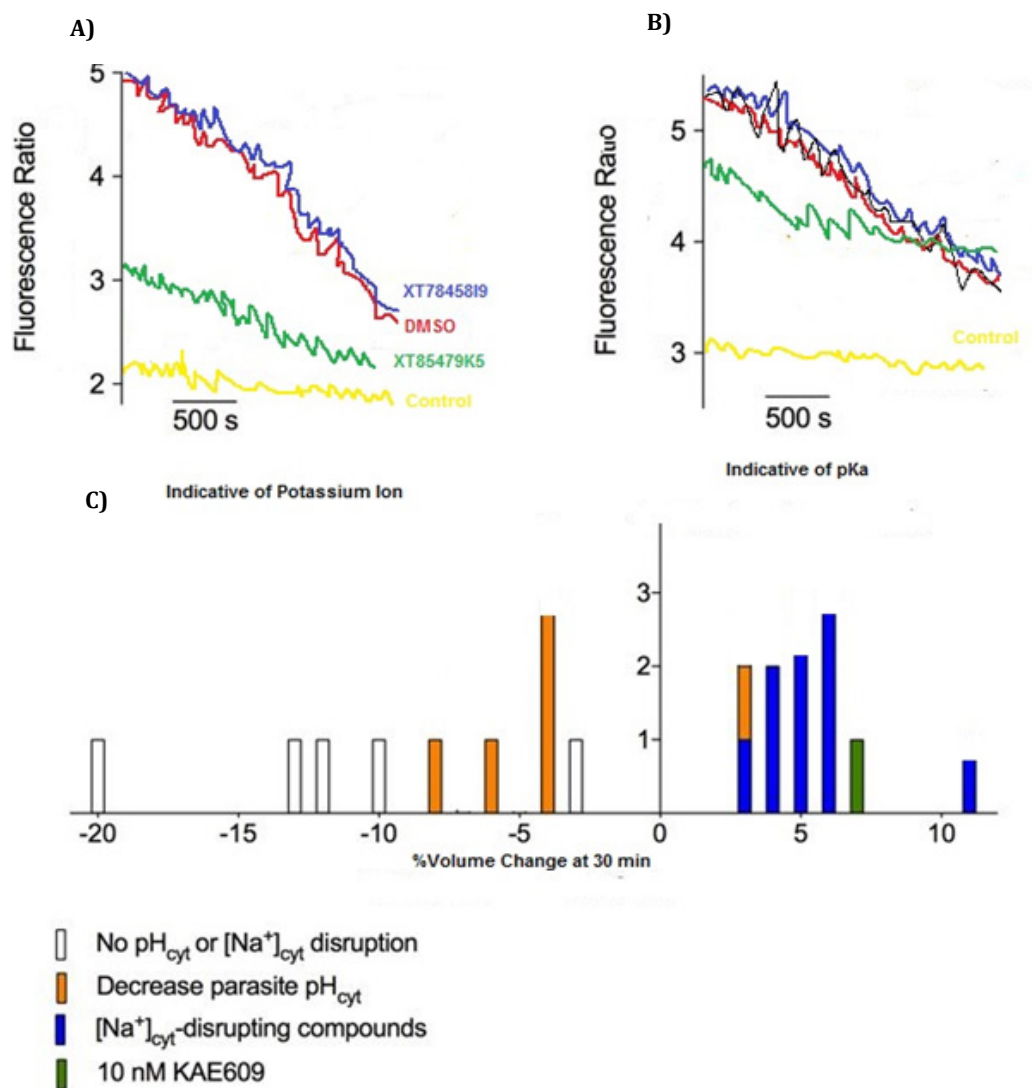 A)
B)
5
4
3
2
Fluorescence Ratio
XT78458I9
DMSO
XT85479K5
Control
500 s
Indicative of Potassium Ion
5
4
3
Fluorescence Rauo
Control
500 s
Indicative of pKa
C)
3
2
1
-20 -15 -10 -5 0 5 10
%Volume Change at 30 min
No pHcyt or [Na+]cyt disruption
Decrease parasite pHcyt
[Na+]cyt-disrupting compounds
10 nM KAE609